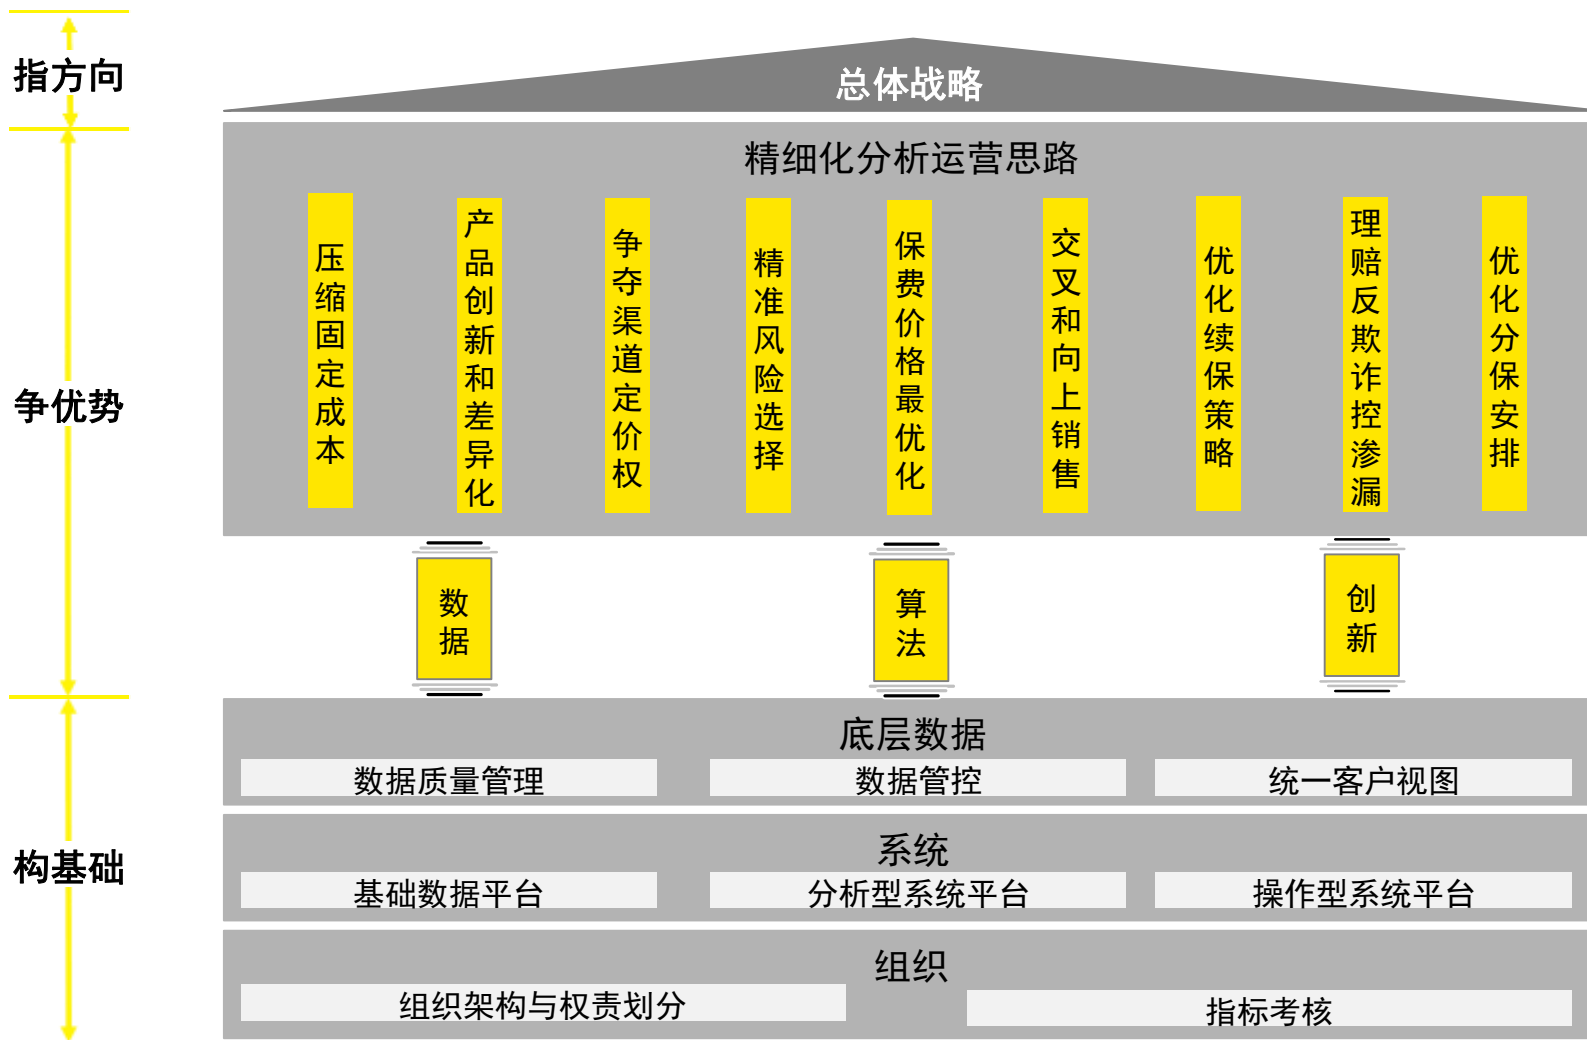 指方向
总体战略
争优势
精细化分析运营思路
压缩固定成本
产品创新和差异化
争夺渠道定价权
精准风险选择
保费价格最优化
交叉和向上销售
优化续保策略
理赔反欺诈控渗漏
优化分保安排
数据
算法
创新
构基础
底层数据
数据质量管理
数据管控
统一客户视图
系统
基础数据平台
分析型系统平台
操作型系统平台
组织
组织架构与权责划分
指标考核